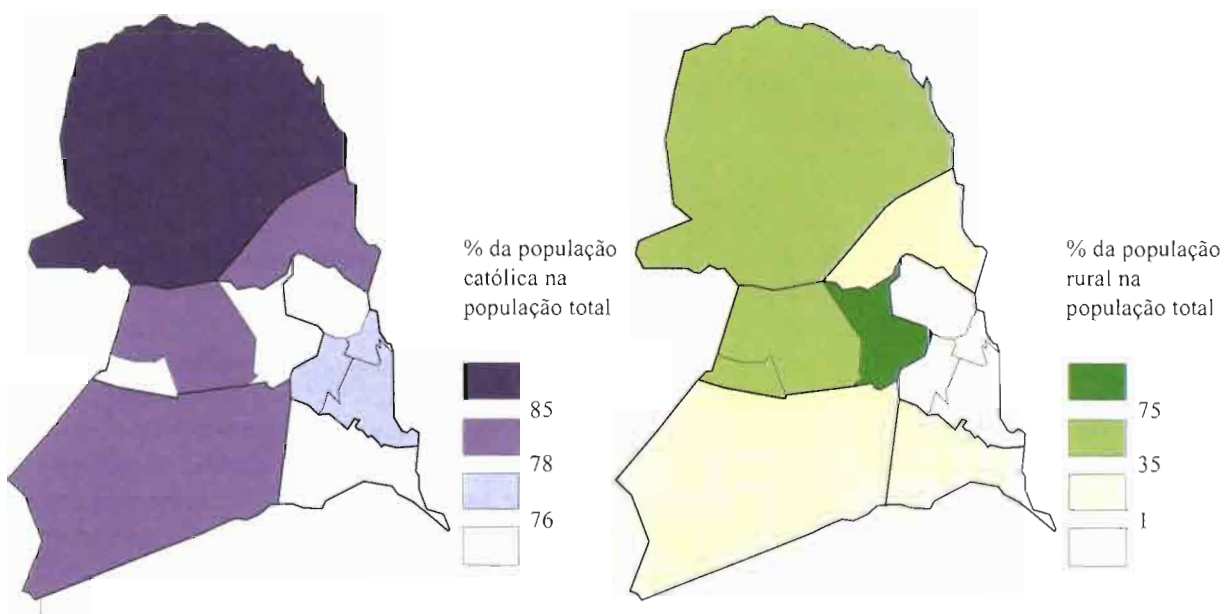 % da população
católica na
população total
85
78
76
% da população
rural na
população total
75
35
1